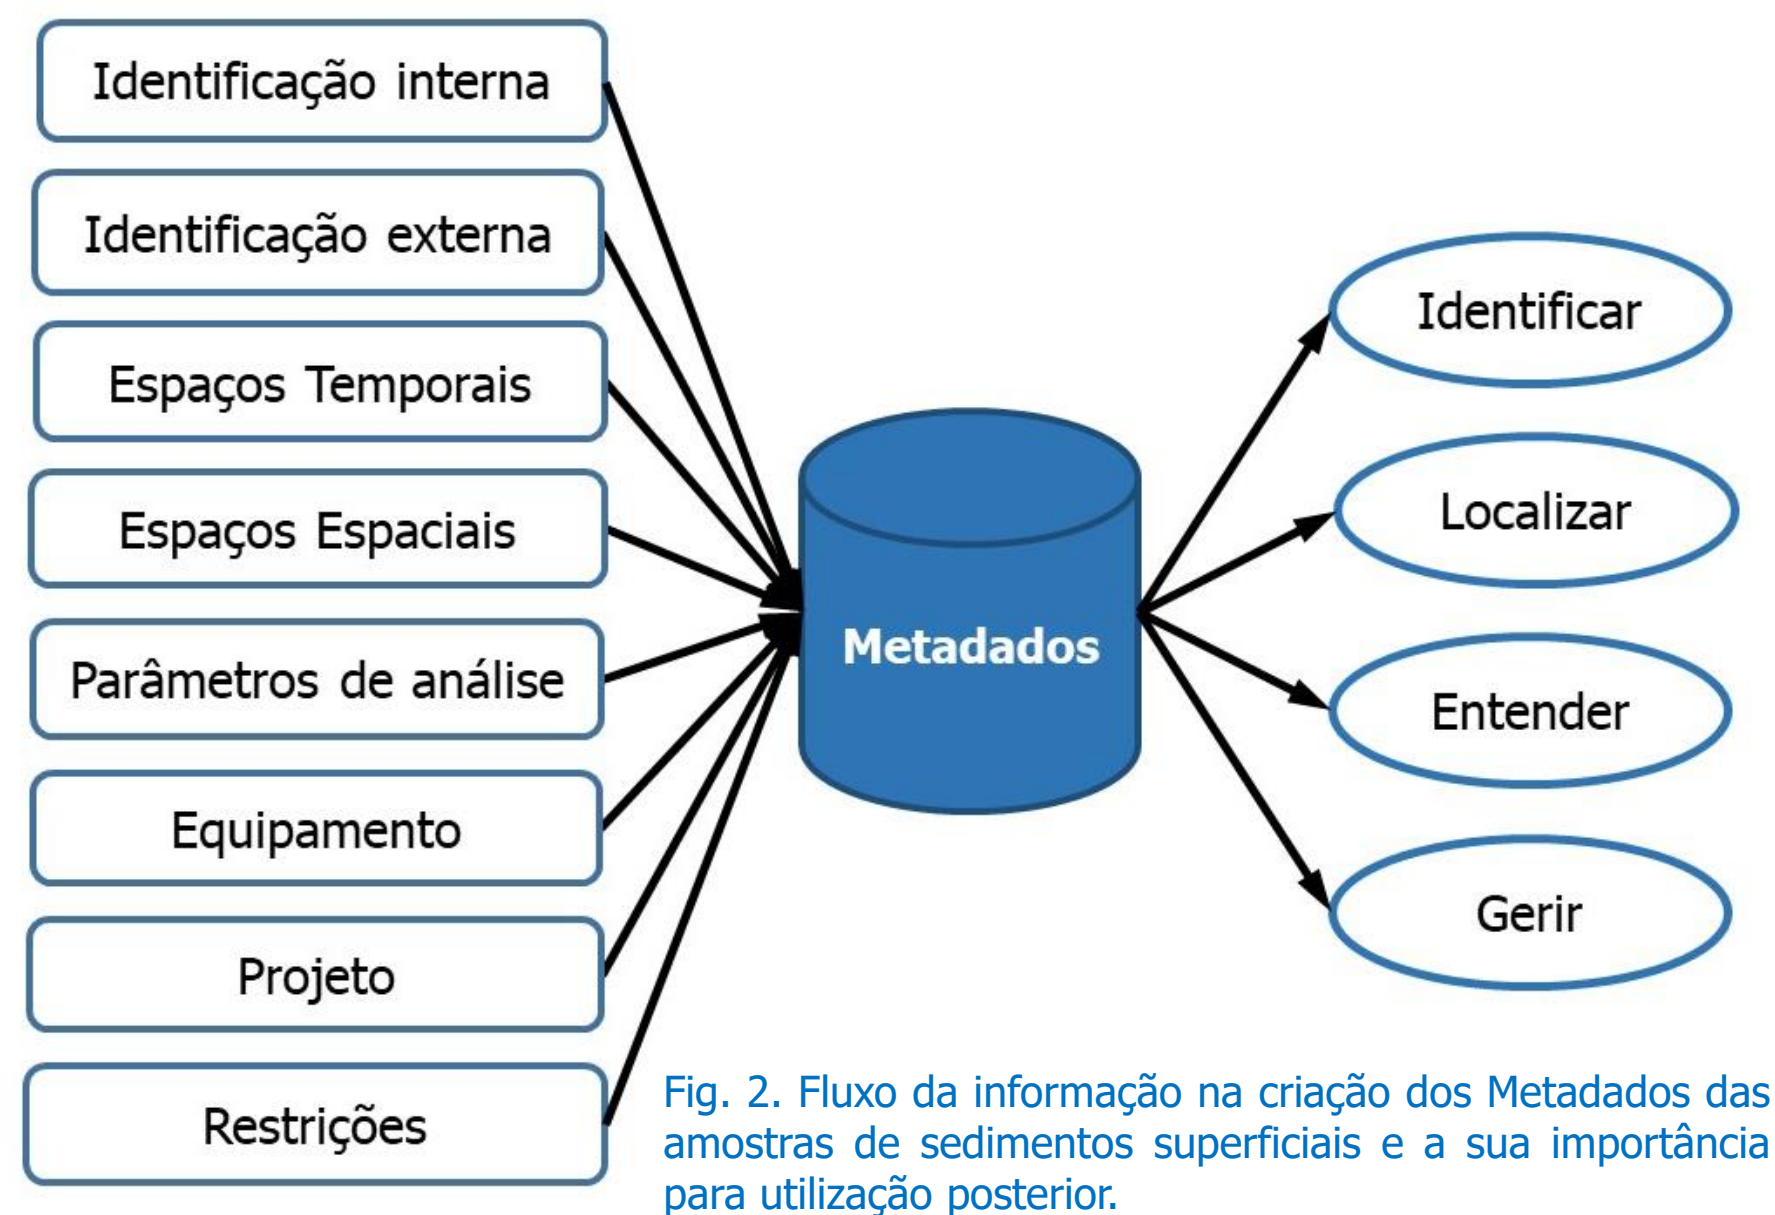 Identificação interna
Identificação externa
Espaços Temporais
Espaços Espaciais
Parâmetros de análise
Equipamento
Projeto
Restrições
Metadados
Identificar
Localizar
Entender
Gerir
Fig. 2. Fluxo da informação na criação dos Metadados das
amostras de sedimentos superficiais e a sua importância
para utilização posterior.